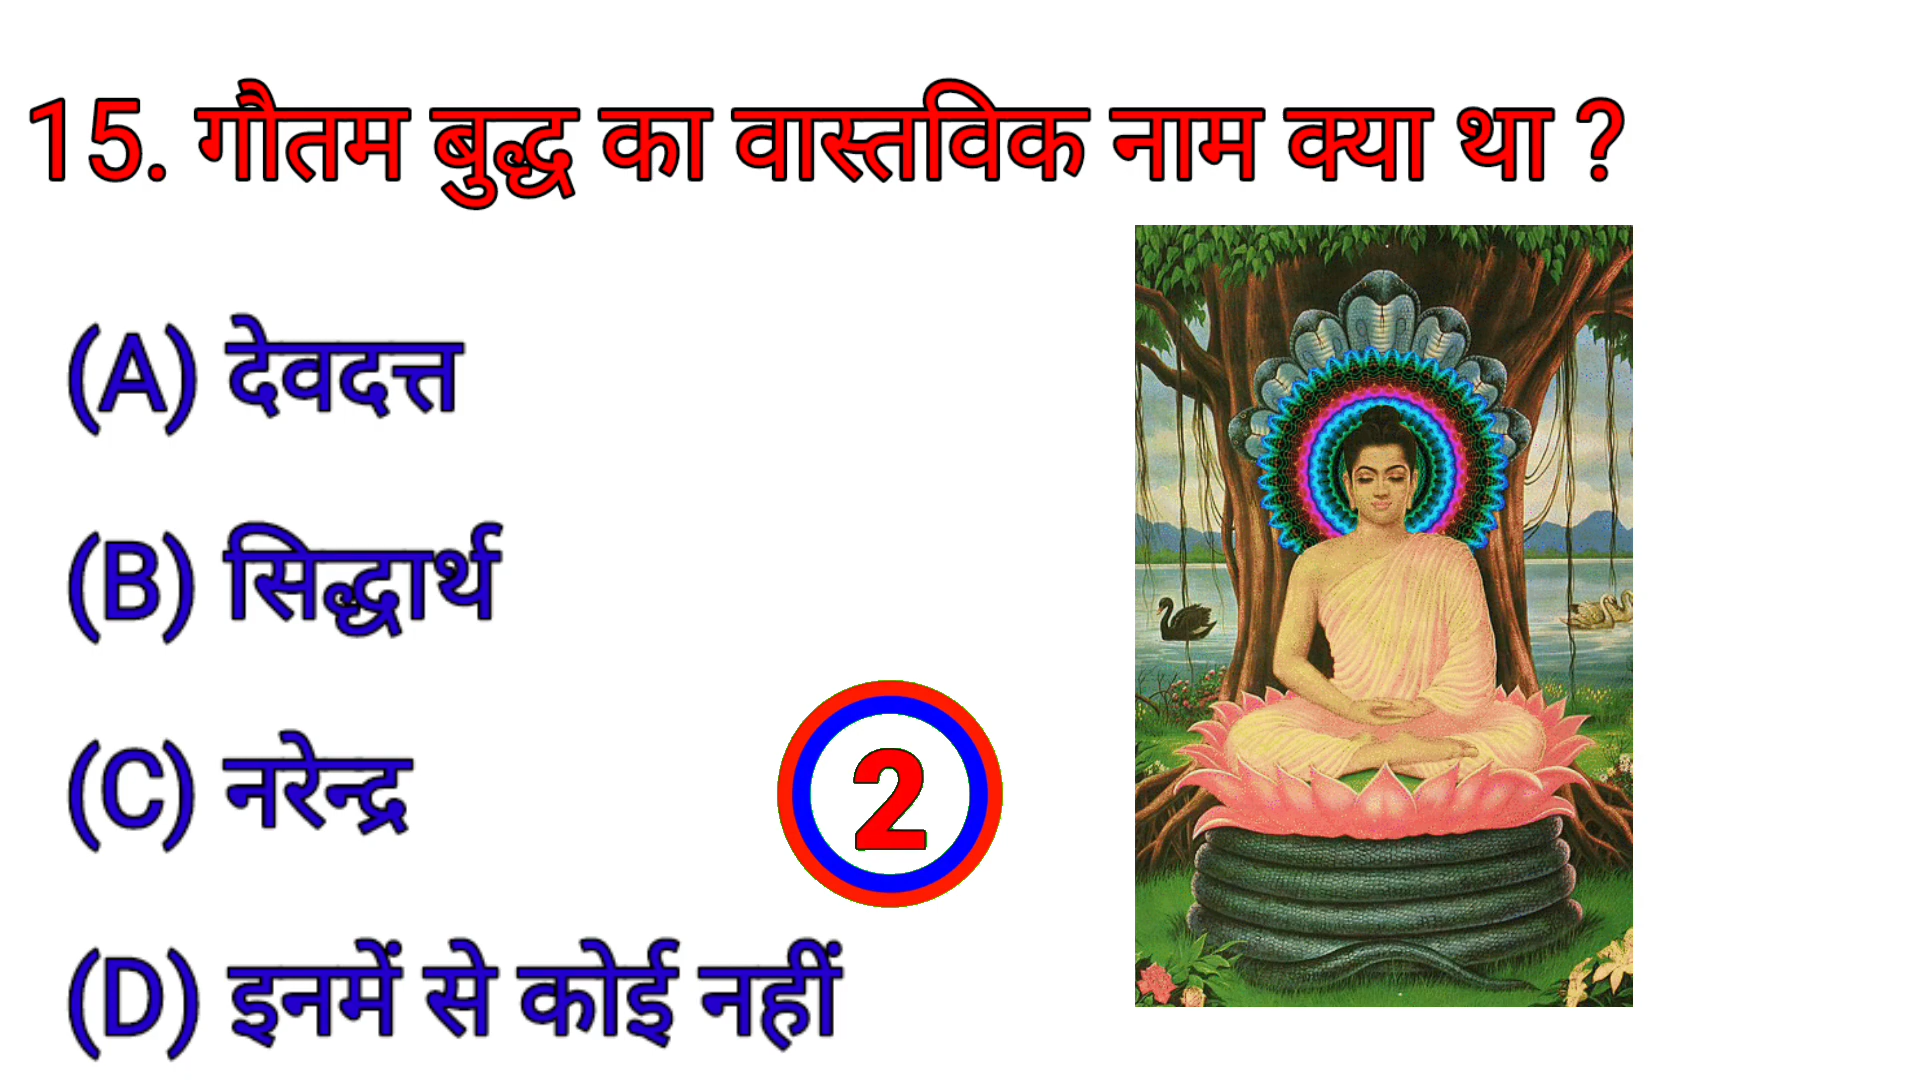 15. गौतम बुद्ध का वास्तविक नाम क्या था ?
(A) देवदत्त
(B) सिद्धार्थ
(C) नरेन्द्र
2
(D) इनमें से कोई नहीं